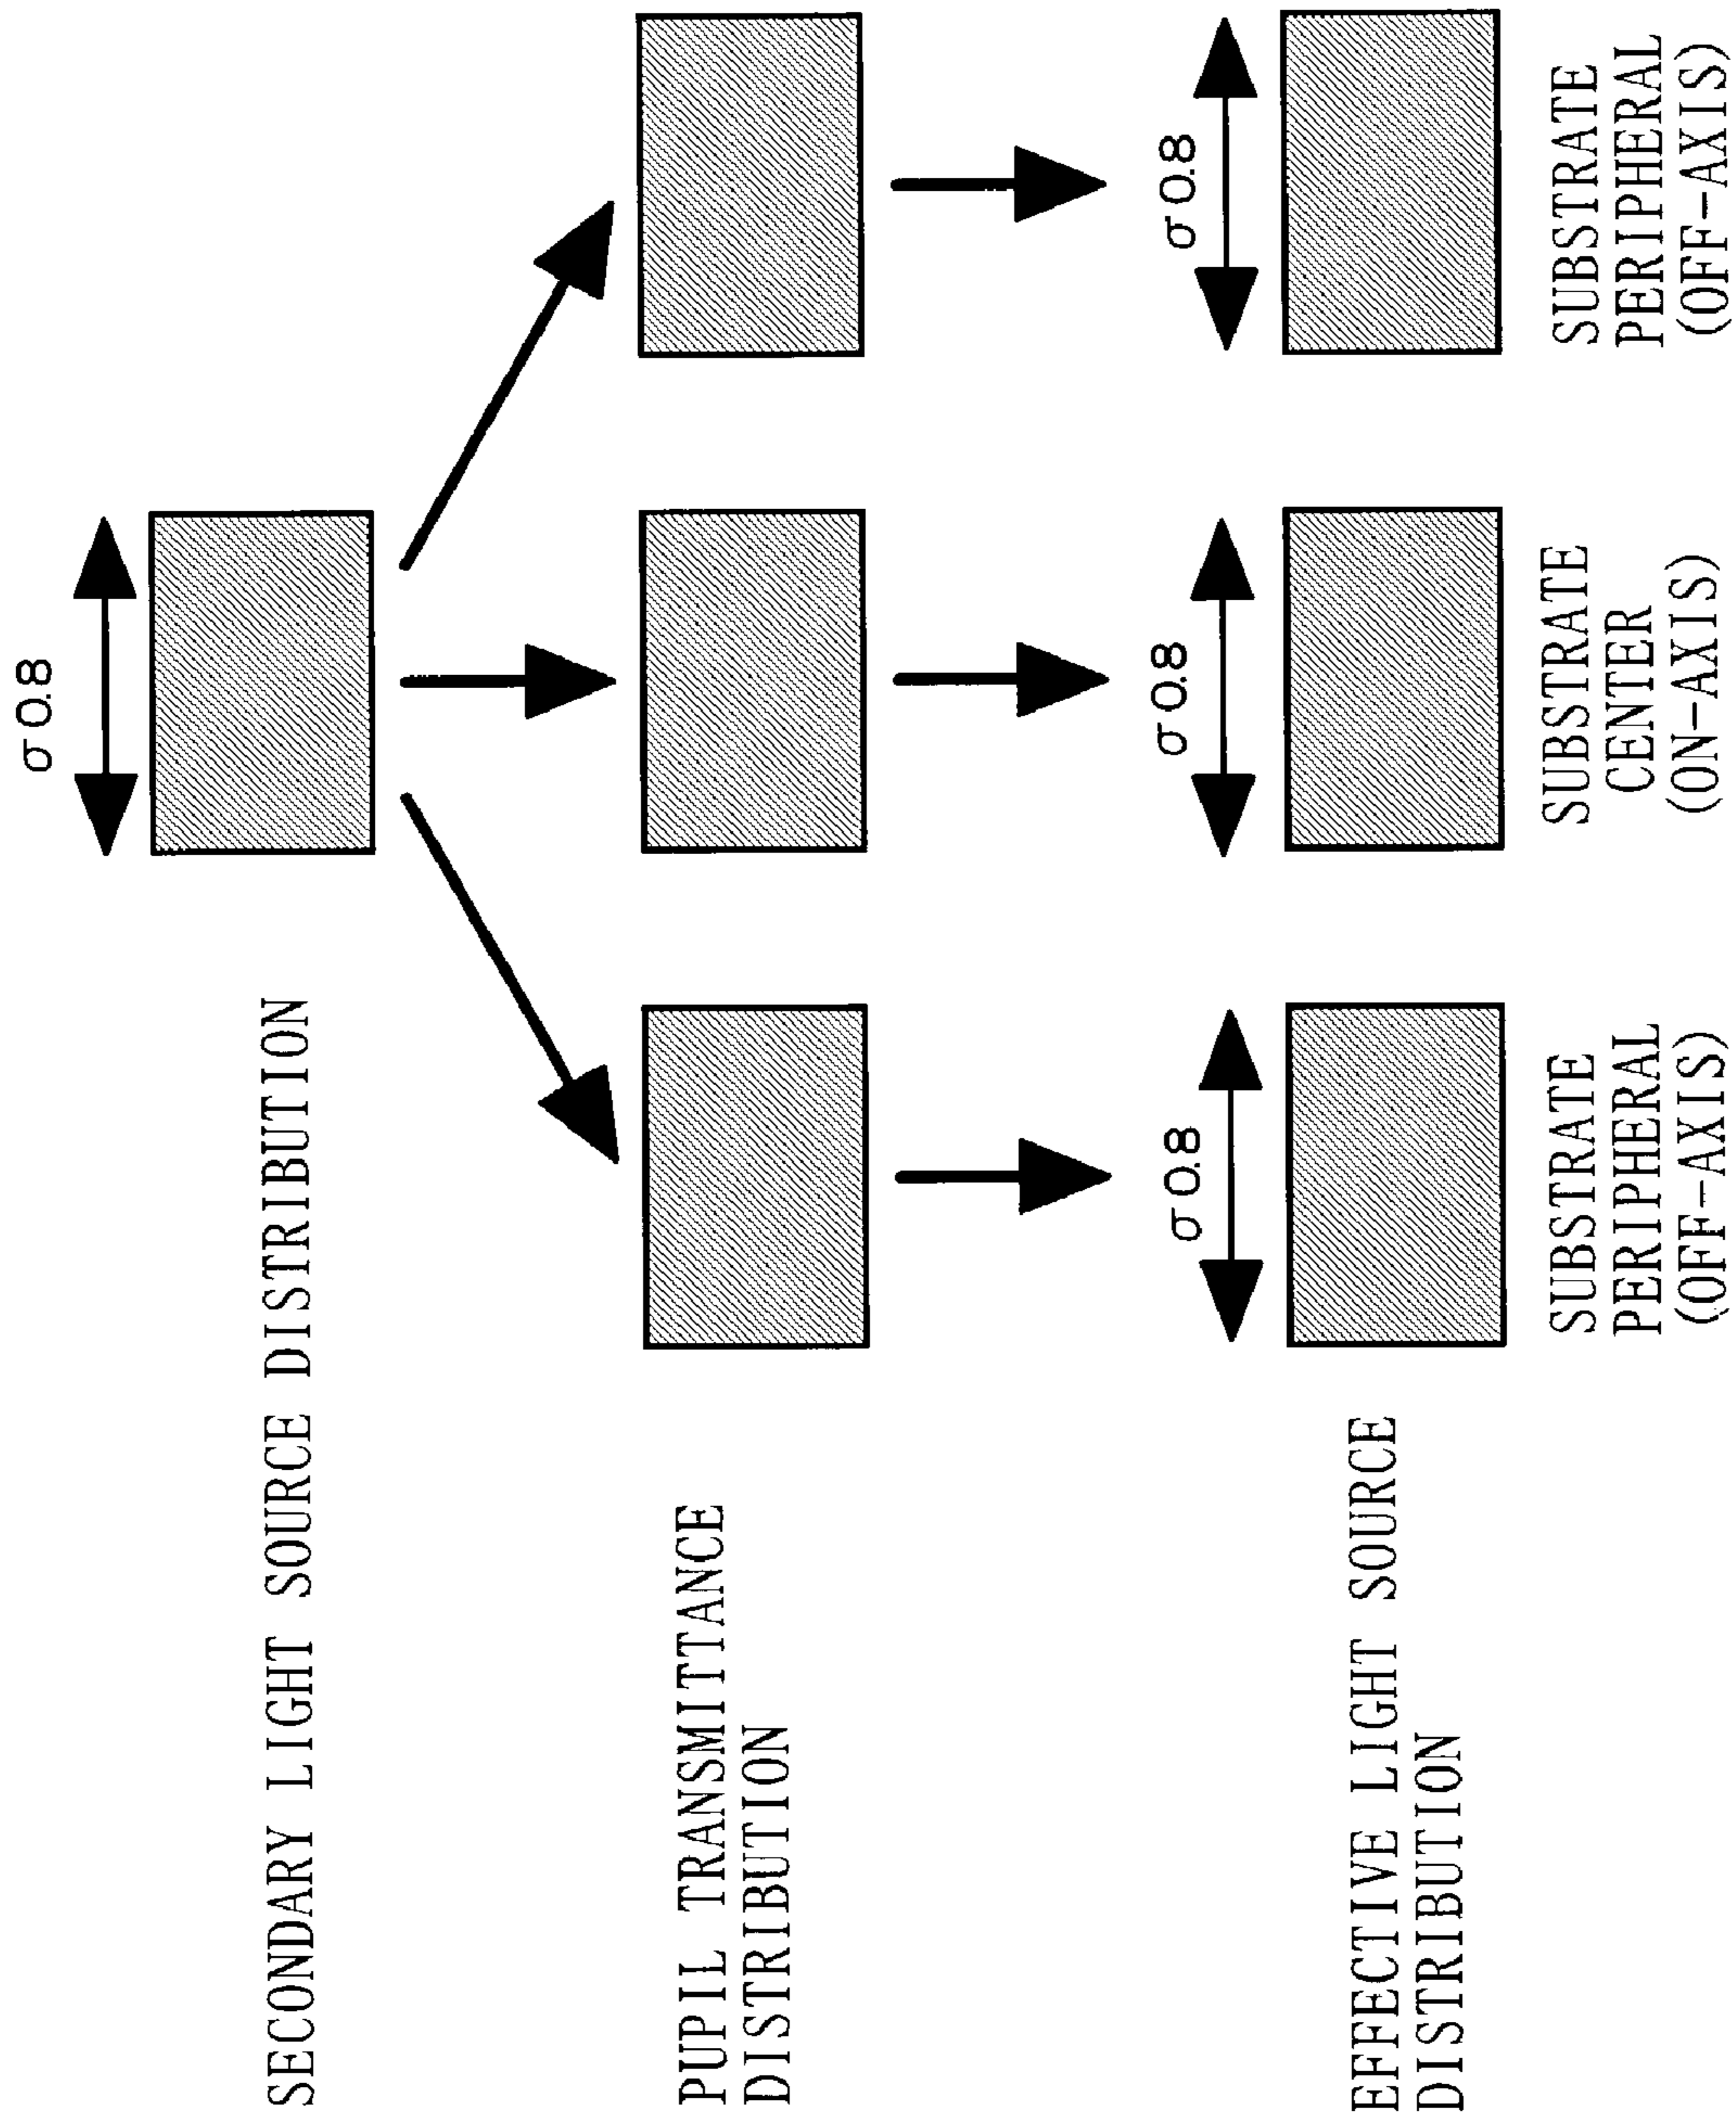 σ 0.8
SECONDARY LIGHT SOURCE DISTRIBUTION
PUPIL TRANSMITTANCE
DISTRIBUTION
σ 0.8
σ 0.8
σ 0.8
EFFECTIVE LIGHT SOURCE
DISTRIBUTION
SUBSTRATE
PERIPHERAL
(OFF-AXIS)
SUBSTRATE
CENTER
(ON-AXIS)
SUBSTRATE
PERIPHERAL
(OFF-AXIS)